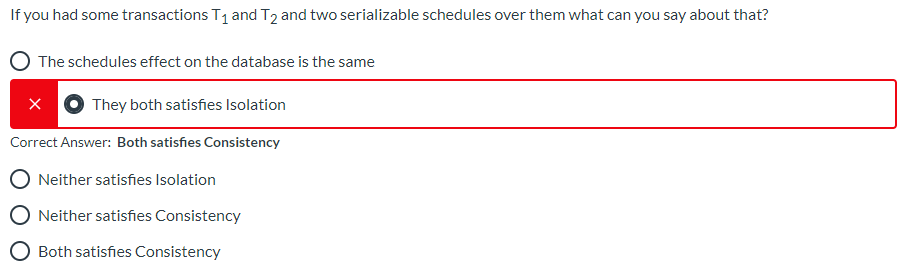 If you had some transactions T1 and T2 and two serializable schedules over them what can you say about that?
The schedules effect on the database is the same
They both satisfies Isolation
Correct Answer: Both satisfies Consistency
Neither satisfies Isolation
Neither satisfies Consistency
Both satisfies Consistency